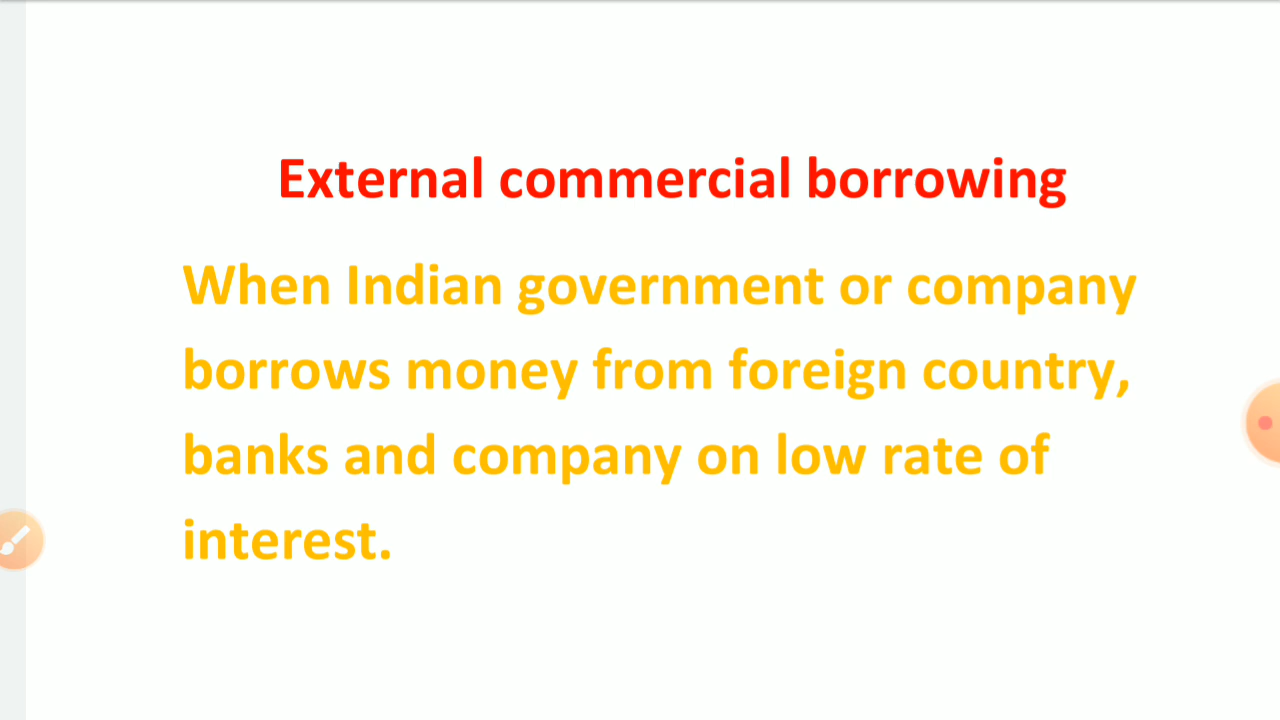 External commercial borrowing
When Indian government or company
borrows money from foreign country,
banks and company on low rate of
interest.